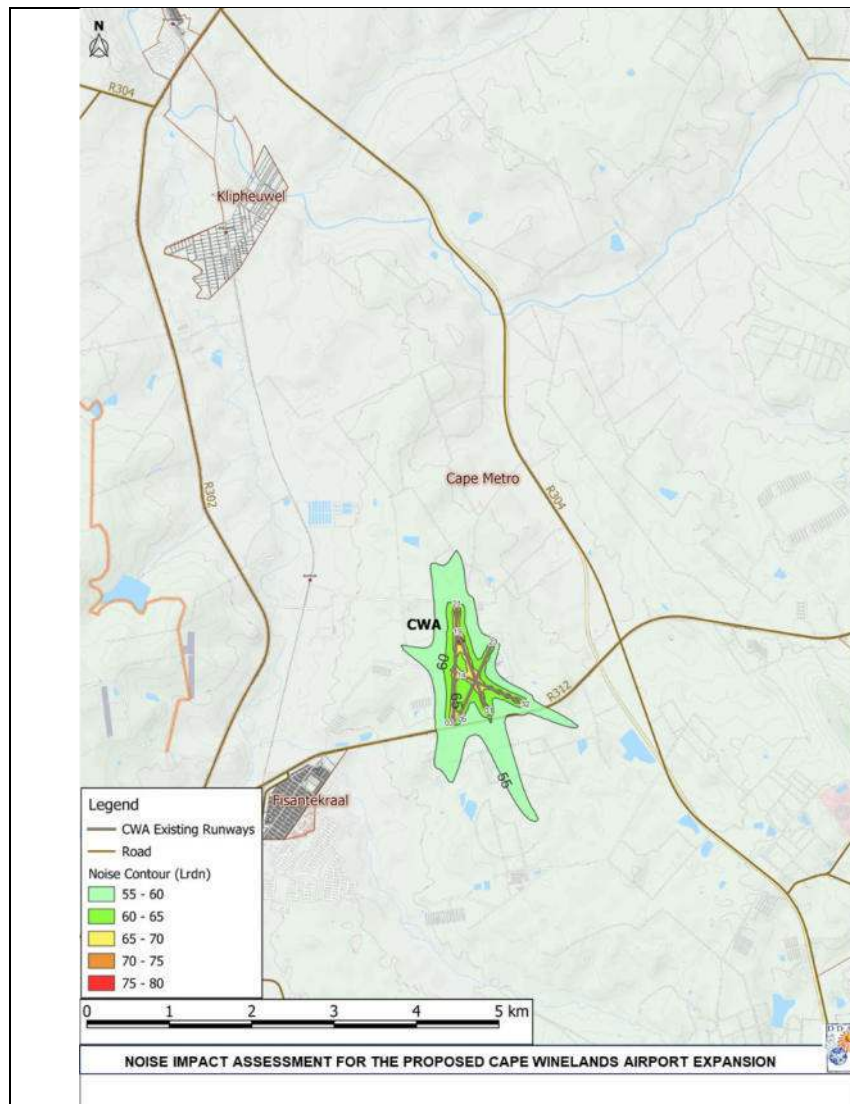 N
R304
Klipheuwel
R302
Cape Metro
R304
CWA
60
65
R312
55
Fisantekraal
Legend
CWA Existing Runways
Road
Noise Contour (Lrdn)
55 - 60
60 - 65
65 - 70
70 - 75
75 - 80
0 1 2 3 4 5 km
NOISE IMPACT ASSESSMENT FOR THE PROPOSED CAPE WINELANDS AIRPORT EXPANSION